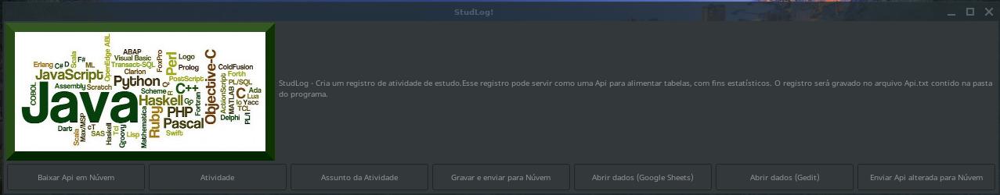 StudLog!
OpenEdge ABL
ABAP
Visual Basic
FoxPro
Perl
Logo
Objective-C
Scala
F#
Erlang
C#
D
ML
Transact-SQL
Prolog
ColdFusion
JavaScript
Clarion
PostScript
Forth
COBOL
Assembly
Scratch
Python
CQ
R
C++
ActionScript
MATLAB
PL/SQL
C
Ada
Lua
Java
Scheme
Haskell
Go
Fortran
Io
Yacc
TCL
Ruby
PHP
Delphi
PL/I
Dart
Scala
Max/MSP
cT
SAS
Haskell
Tcl
Groovy
Lisp
Mathematica
Pascal
Swift
StudLog - Cria um registro de atividade de estudo.Esse registro pode servir como uma Api para alimentar tabelas, com fins estatísticos. O registro será gravado no arquivo Api.txt contido na pasta
do programa.
Baixar Api em Núvem
Atividade
Assunto da Atividade
Gravar e enviar para Núvem
Abrir dados (Google Sheets)
Abrir dados (Gedit)
Enviar Api alterada para Núvem